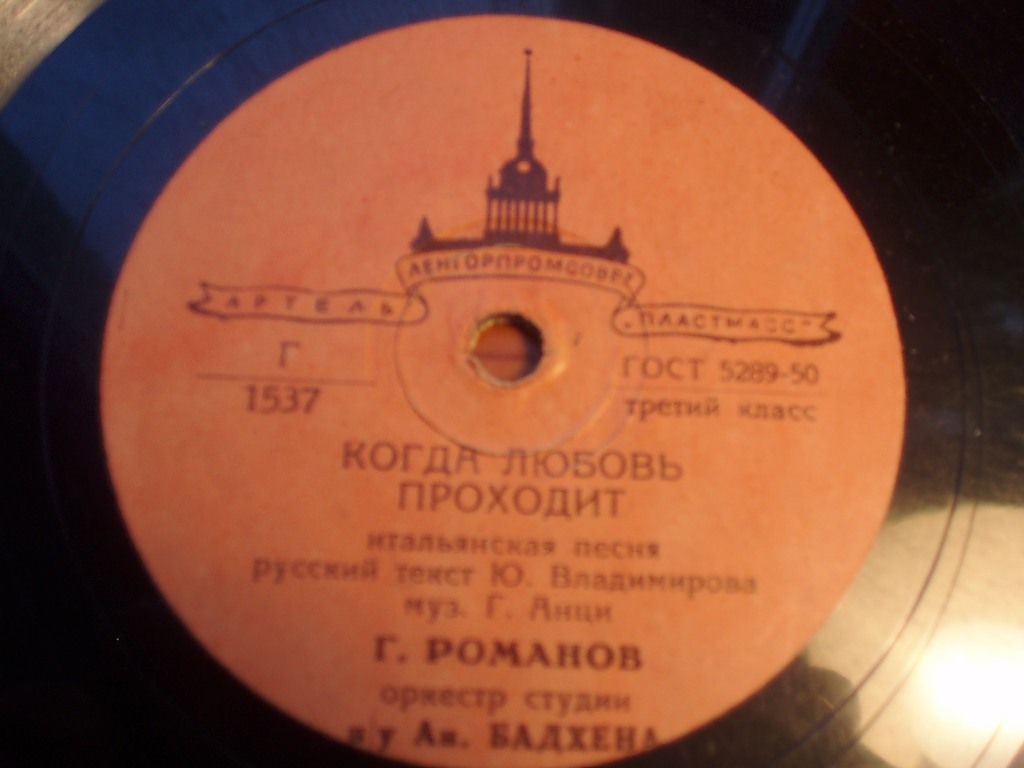 ЛЕНГОРПРОМСОВЕТ
АРТЕЛЬ
„ПЛАСТМАСС"
Г
1537
ГОСТ 5289-50
третий класс
КОГДА ЛЮБОВЬ
ПРОХОДИТ
итальянская песня
русский текст Ю. Владимирова
муз. Г. Анци
Г. РОМАНОВ
оркестр студии
п/у Ан. БАДХЕНА